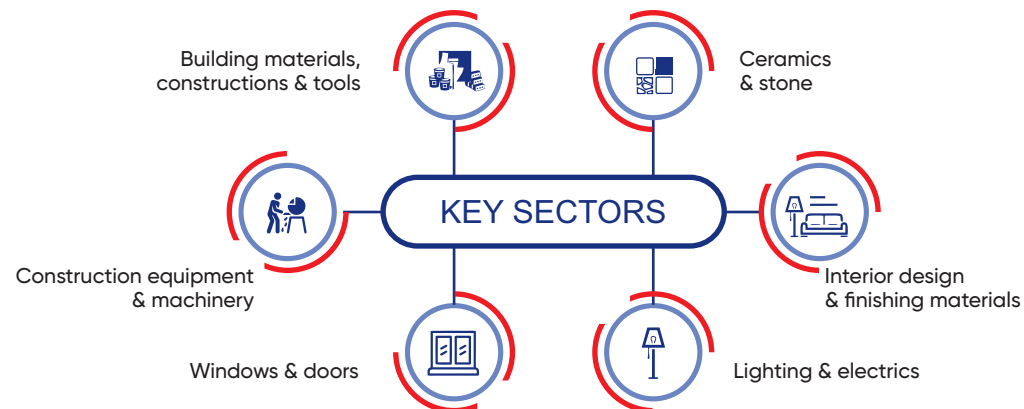 Building materials,
constructions & tools
Ceramics
& stone
KEY SECTORS
Construction equipment
& machinery
Interior design
& finishing materials
Windows & doors
Lighting & electrics